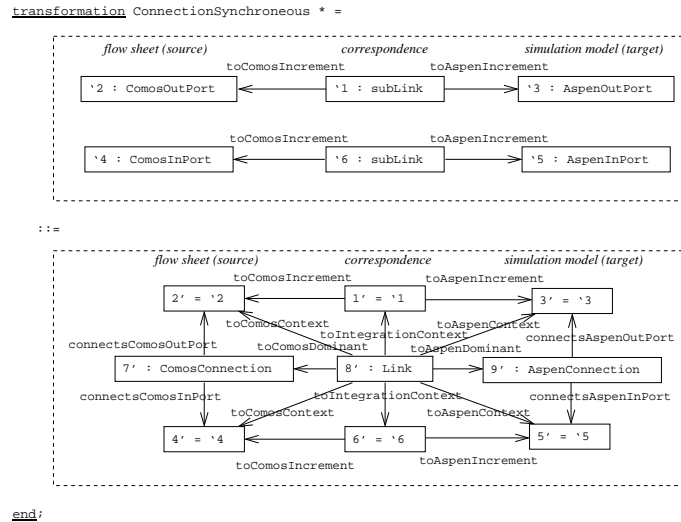 transformation ConnectionSynchroneous * =
flow sheet (source) correspondence simulation model (target)
toComosIncrement toAspenIncrement
`2 : ComosOutPort `1 : subLink `3 : AspenOutPort
toComosIncrement toAspenIncrement
`4 : ComosInPort `6 : subLink `5 : AspenInPort
::=
flow sheet (source) correspondence simulation model (target)
toComosIncrement toAspenIncrement
2' = `2 1' = `1 3' = `3
toComosContext toIntegrationContext toAspenContext
connectsComosOutPort toComosDominant toAspenDominant connectsAspenOutPort
7' : ComosConnection 8' : Link 9' : AspenConnection
connectsComosInPort toIntegrationContext connectsAspenInPort
toComosContext toAspenContext
4' = `4 6' = `6 5' = `5
toComosIncrement toAspenIncrement
end;